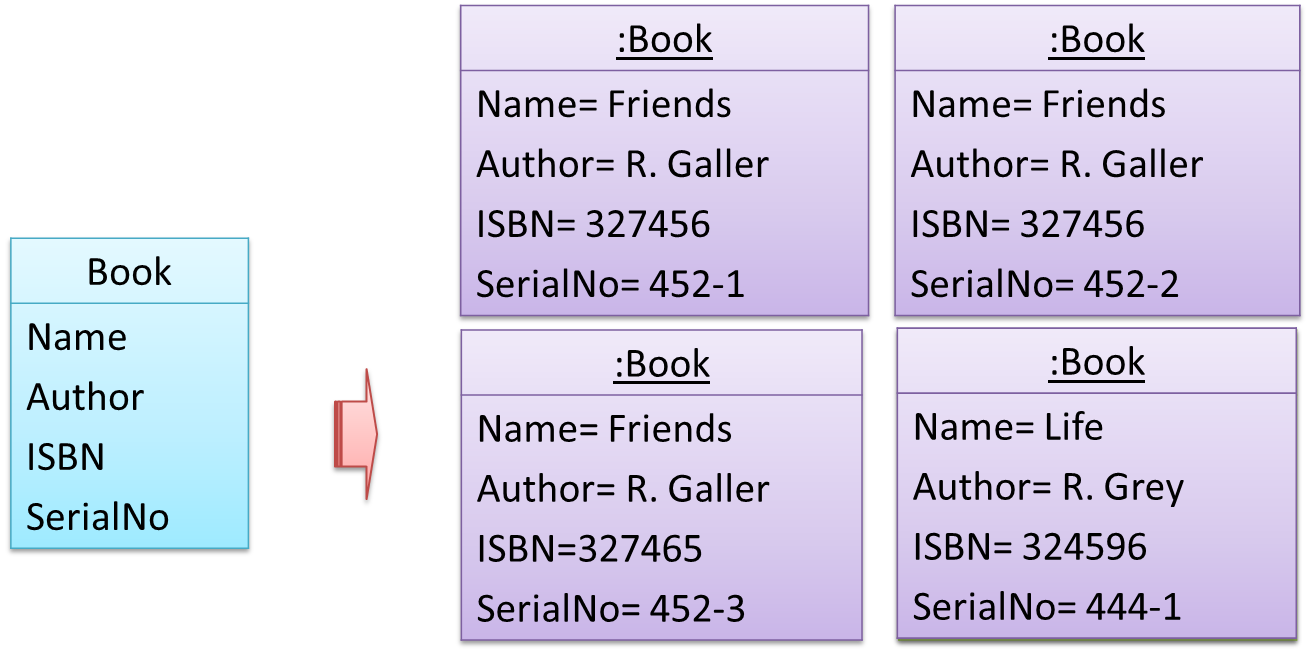 Book
Name
Author
ISBN
SerialNo
:Book
Name= Friends
Author= R. Galler
ISBN= 327456
SerialNo= 452-1
:Book
Name= Friends
Author= R. Galler
ISBN= 327456
SerialNo= 452-2
:Book
Name= Friends
Author= R. Galler
ISBN=327465
SerialNo= 452-3
:Book
Name= Life
Author= R. Grey
ISBN= 324596
SerialNo= 444-1